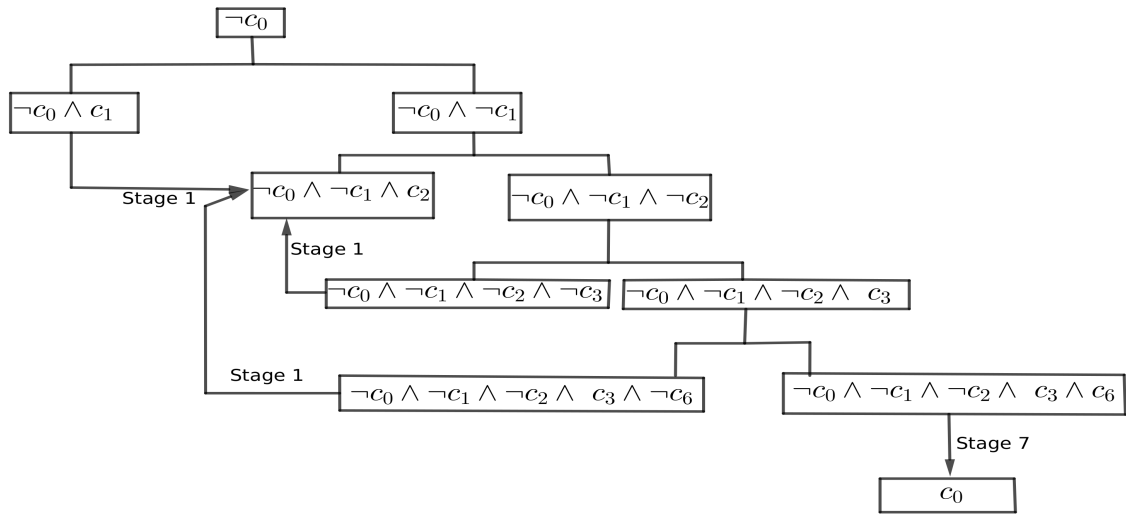 ¬c₀
¬c₀ ∧ c₁
¬c₀ ∧ ¬c₁
Stage 1
¬c₀ ∧ ¬c₁ ∧ c₂
¬c₀ ∧ ¬c₁ ∧ ¬c₂
Stage 1
¬c₀ ∧ ¬c₁ ∧ ¬c₂ ∧ ¬c₃
¬c₀ ∧ ¬c₁ ∧ ¬c₂ ∧ c₃
Stage 1
¬c₀ ∧ ¬c₁ ∧ ¬c₂ ∧ c₃ ∧ ¬c₆
¬c₀ ∧ ¬c₁ ∧ ¬c₂ ∧ c₃ ∧ c₆
Stage 7
c₀